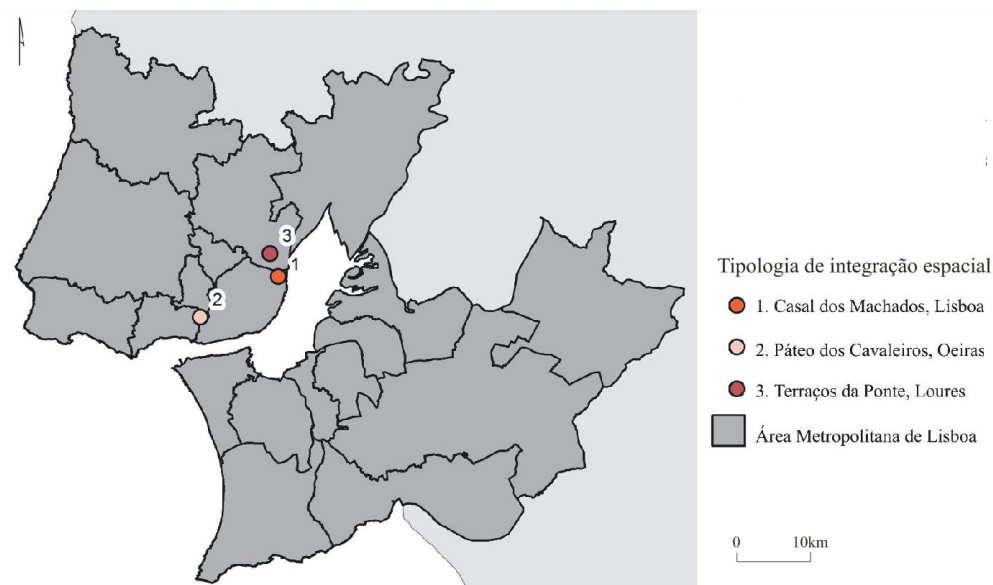 3
1
2
Tipologia de integração espacial
1. Casal dos Machados, Lisboa
2. Páteo dos Cavaleiros, Oeiras
3. Terraços da Ponte, Loures
Área Metropolitana de Lisboa
0 10km